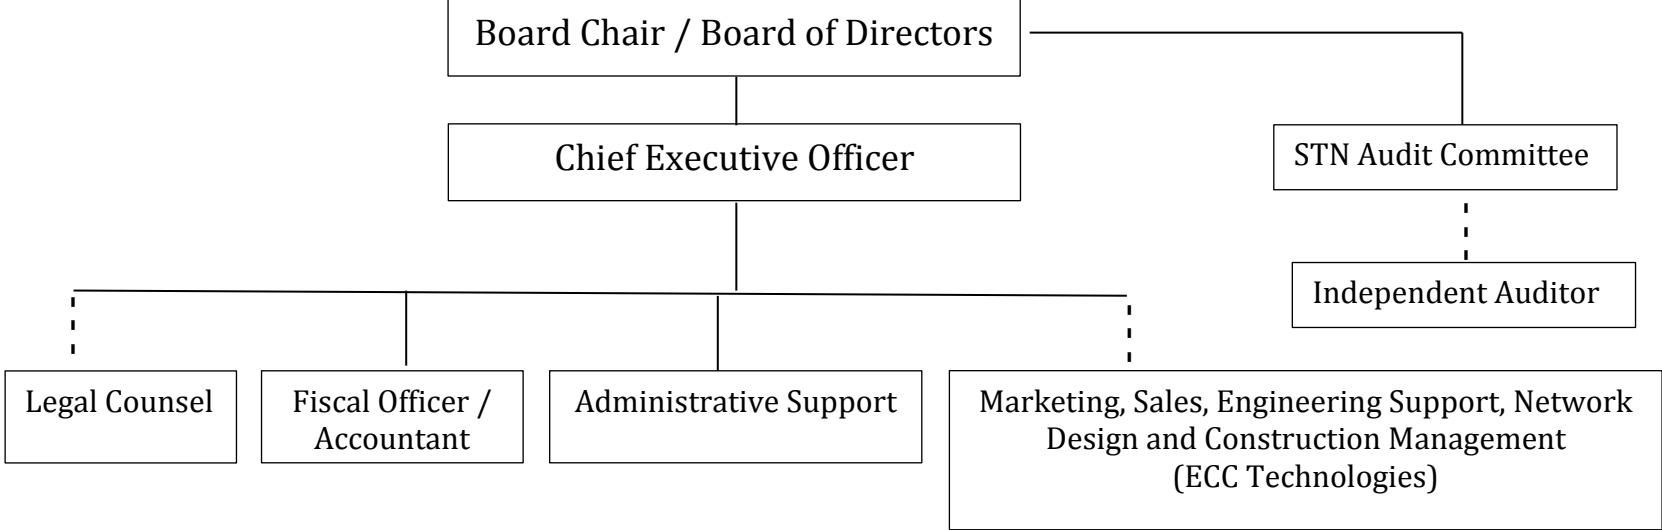 Board Chair / Board of Directors
Chief Executive Officer
STN Audit Committee
Independent Auditor
Legal Counsel
Fiscal Officer /
Accountant
Administrative Support
Marketing, Sales, Engineering Support, Network
Design and Construction Management
(ECC Technologies)